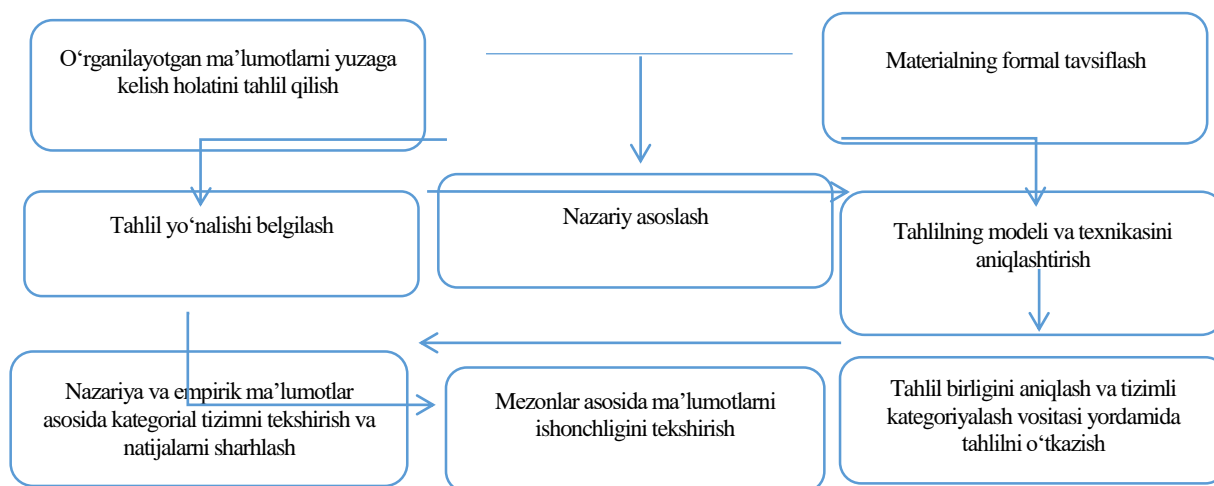 O‘rganilayotgan ma’lumotlarni yuzaga
kelish holatini tahlil qilish
Materialning formal tavsiflash
Tahlil yo‘nalishi belgilash
Nazariy asoslash
Tahlilning modeli va texnikasini
aniqlashtirish
Nazariya va empirik ma’lumotlar
asosida kategorial tizimni tekshirish va
natijalarni sharhlash
Mezonlar asosida ma’lumotlarni
ishonchligini tekshirish
Tahlil birligini aniqlash va tizimli
kategoriyalash vositasi yordamida
tahlilni o‘tkazish